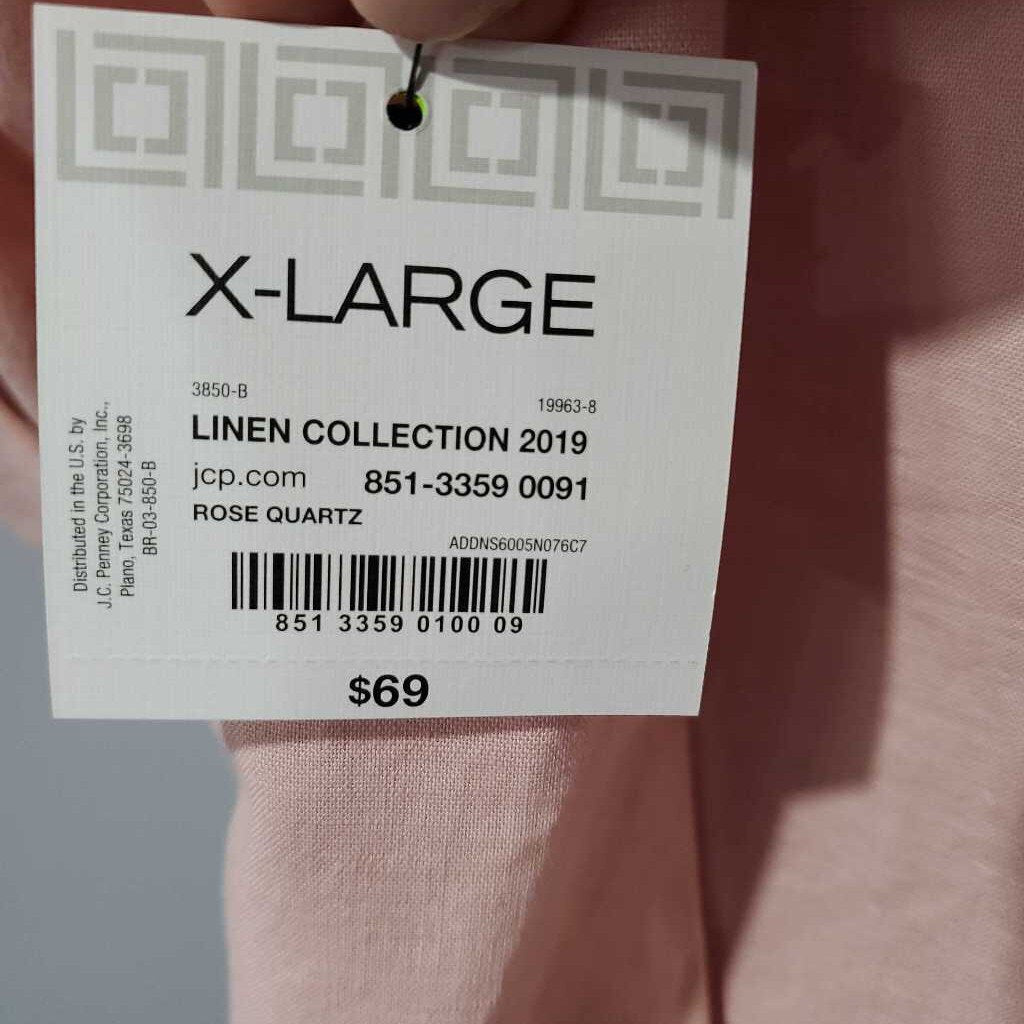 X-LARGE
3850-B
19963-8
LINEN COLLECTION 2019
jcp.com 851-3359 0091
ROSE QUARTZ
ADDNS6005N076C7
851 3359 0100 09
$69
Distributed in the U.S. by
J.C. Penney Corporation, Inc.,
Plano, Texas 75024-3698
BR-03-850-B